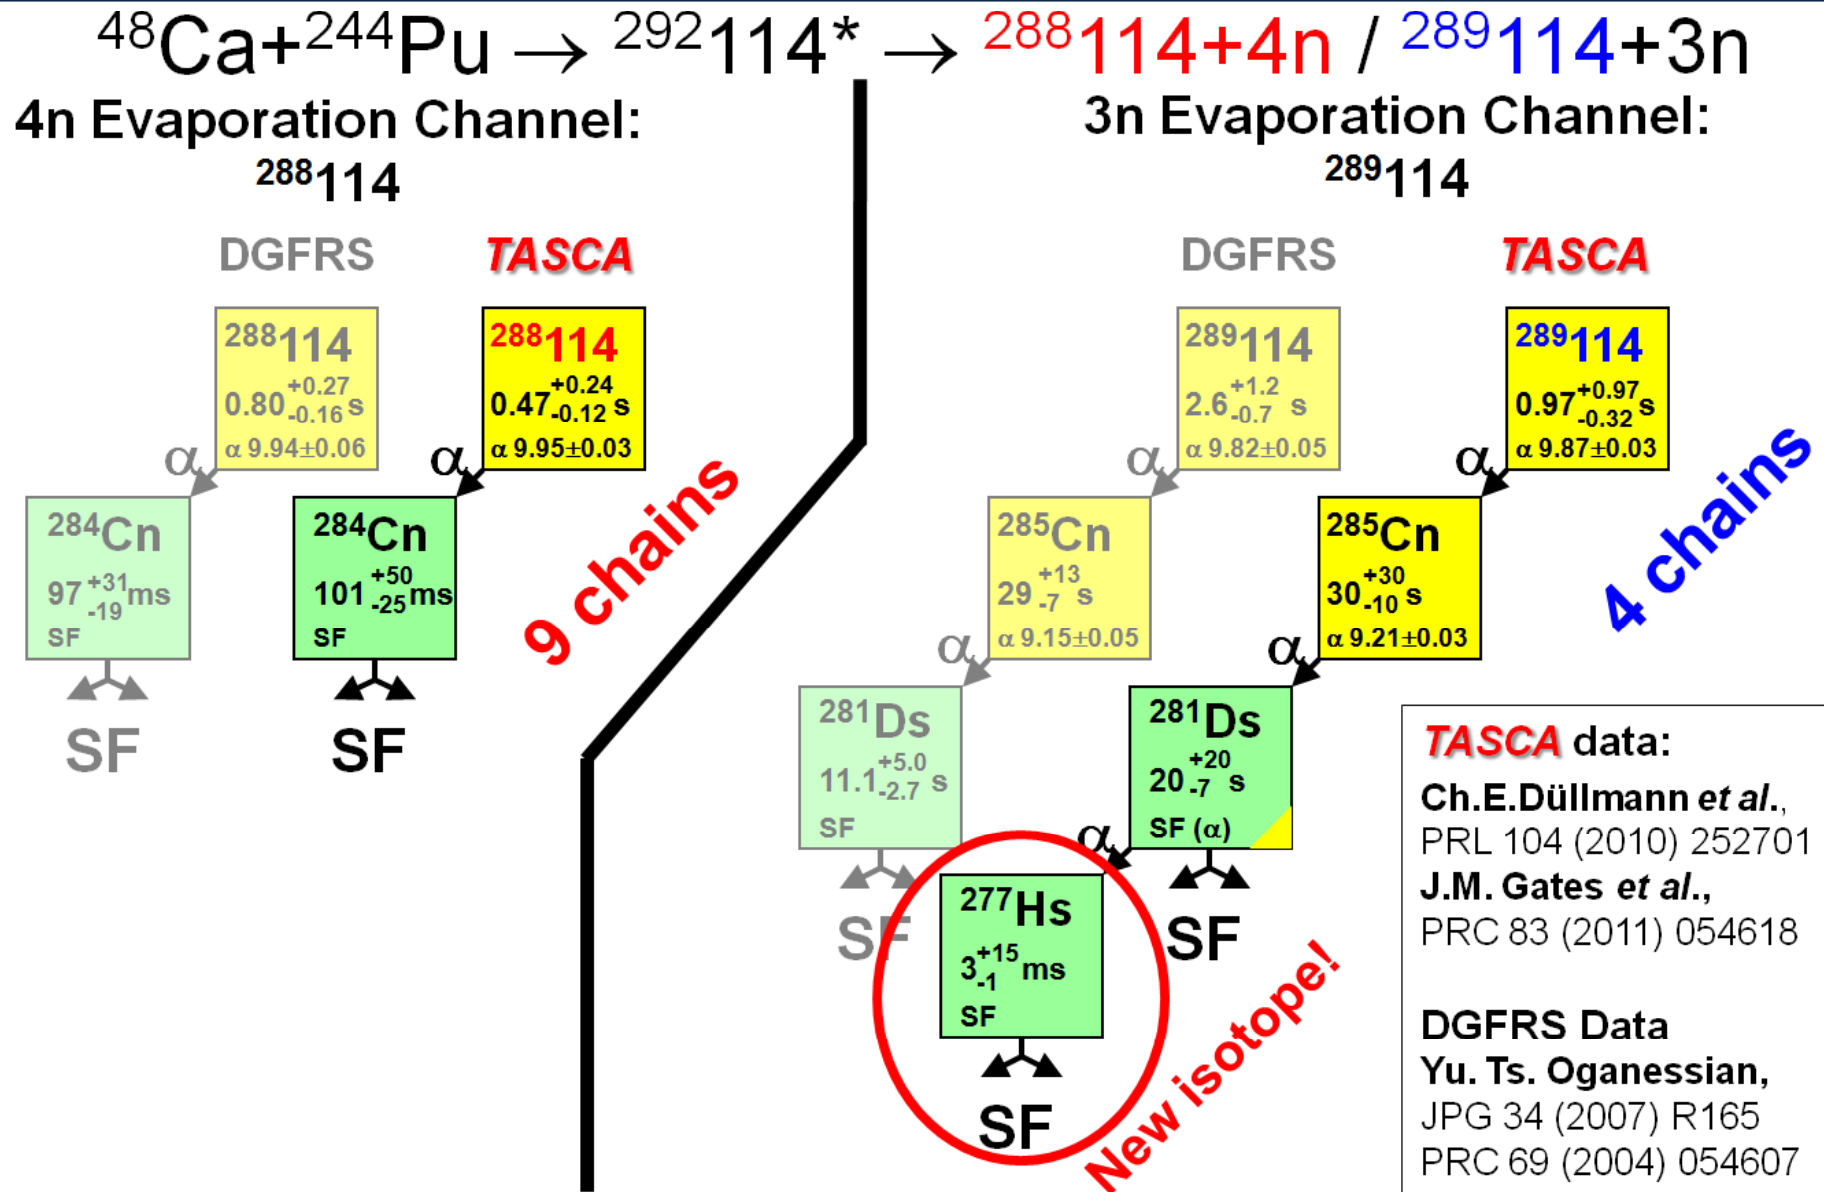 ⁴⁸Ca+²⁴⁴Pu → ²⁹²114* → ²⁸⁸114+4n / ²⁸⁹114+3n
4n Evaporation Channel:
²⁸⁸114
DGFRS
TASCA
²⁸⁸114
0.80 +0.27 -0.16 s
α 9.94±0.06
α
²⁸⁴Cn
97 +31 -19 ms
SF
SF
²⁸⁸114
0.47 +0.24 -0.12 s
α 9.95±0.03
α
²⁸⁴Cn
101 +50 -25 ms
SF
SF
9 chains
3n Evaporation Channel:
²⁸⁹114
DGFRS
TASCA
²⁸⁹114
2.6 +1.2 -0.7 s
α 9.82±0.05
α
²⁸⁵Cn
29 +13 -7 s
α 9.15±0.05
α
²⁸¹Ds
11.1 +5.0 -2.7 s
SF
SF
²⁸⁹114
0.97 +0.97 -0.32 s
α 9.87±0.03
α
²⁸⁵Cn
30 +30 -10 s
α 9.21±0.03
α
²⁸¹Ds
20 +20 -7 s
SF (α)
SF
α
²⁷⁷Hs
3 +15 -1 ms
SF
SF
New isotope!
4 chains
TASCA data:
Ch.E.Düllmann et al.,
PRL 104 (2010) 252701
J.M. Gates et al.,
PRC 83 (2011) 054618
DGFRS Data
Yu. Ts. Oganessian,
JPG 34 (2007) R165
PRC 69 (2004) 054607